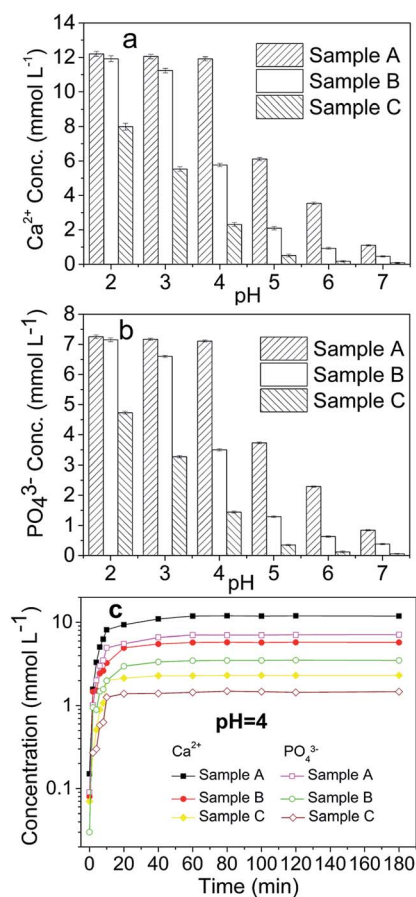 a
Sample A
Sample B
Sample C
14
12
10
8
6
4
2
0
Ca²⁺ Conc. (mmol L⁻¹)
2 3 4 5 6 7
pH
b
Sample A
Sample B
Sample C
8
7
6
5
4
3
2
1
0
PO₄³⁻ Conc. (mmol L⁻¹)
2 3 4 5 6 7
pH
c
10
1
0.1
Concentration (mmol L⁻¹)
pH=4
Ca²⁺ PO₄³⁻
Sample A Sample A
Sample B Sample B
Sample C Sample C
0 20 40 60 80 100 120 140 160 180
Time (min)